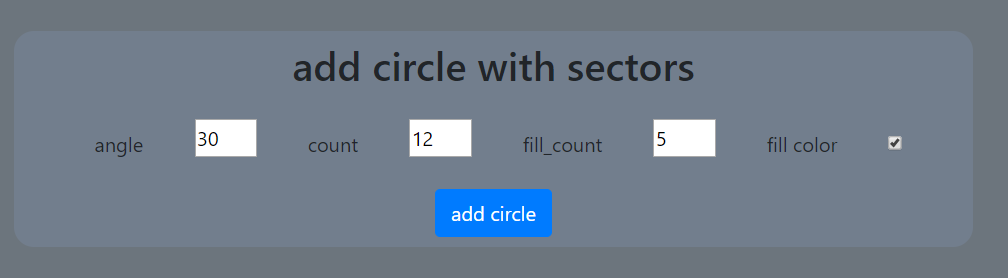 add circle with sectors
angle 30 count 12 fill_count 5 fill color
add circle